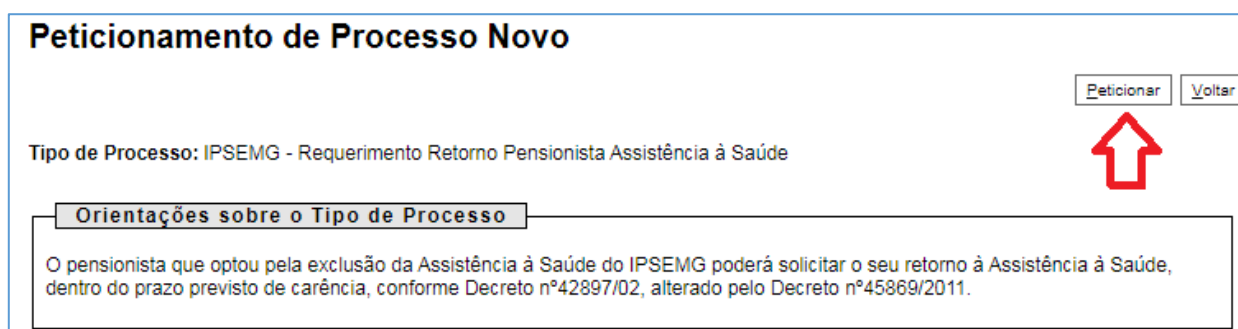 Peticionamento de Processo Novo
Peticionar Voltar
Tipo de Processo: IPSEMG - Requerimento Retorno Pensionista Assistência à Saúde
Orientações sobre o Tipo de Processo
O pensionista que optou pela exclusão da Assistência à Saúde do IPSEMG poderá solicitar o seu retorno à Assistência à Saúde,
dentro do prazo previsto de carência, conforme Decreto nº42897/02, alterado pelo Decreto nº45869/2011.